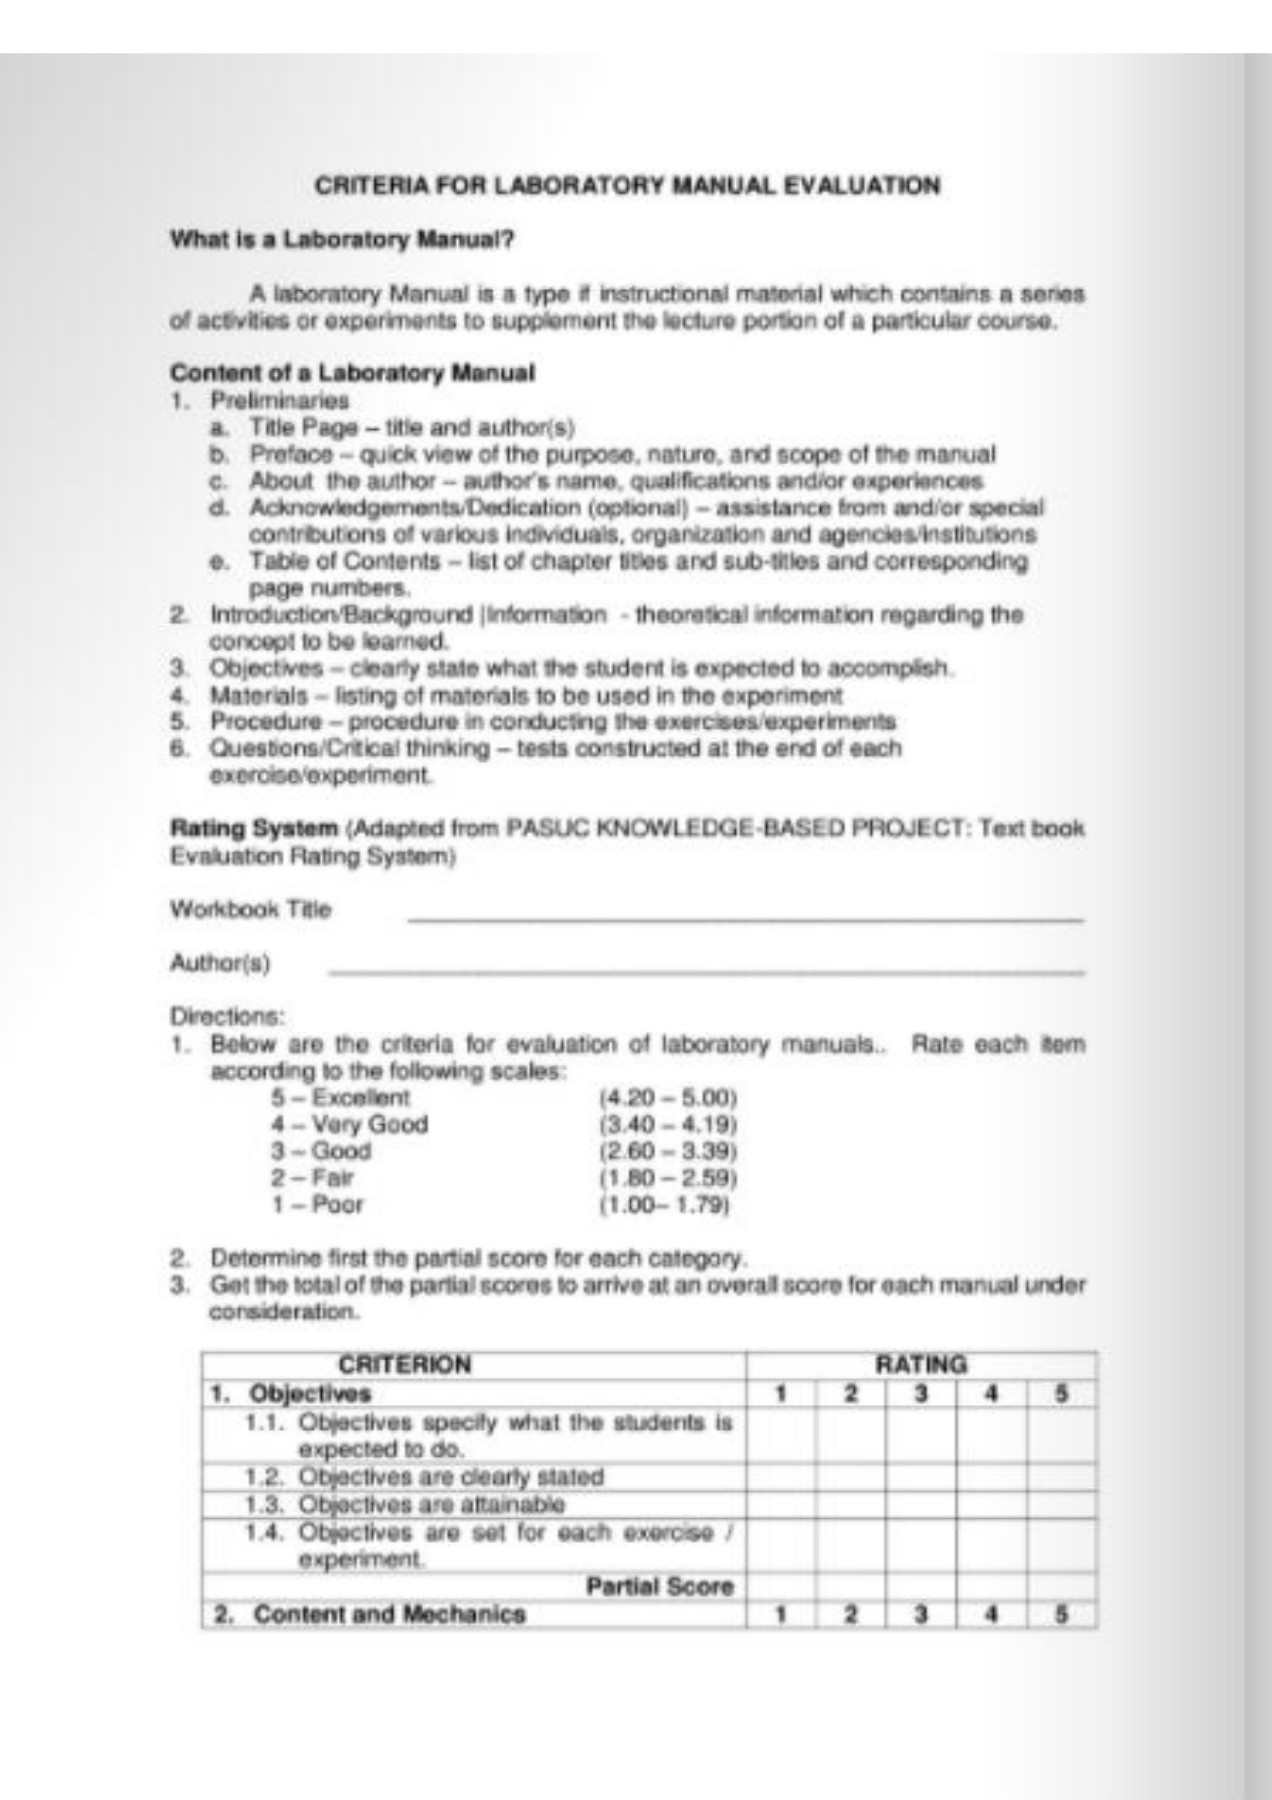 CRITERIA FOR LABORATORY MANUAL EVALUATION
What is a Laboratory Manual?
A laboratory Manual is a type if instructional material which contains a series
of activities or experiments to supplement the lecture portion of a particular course.
Content of a Laboratory Manual
1. Preliminaries
a. Title Page – title and author(s)
b. Preface – quick view of the purpose, nature, and scope of the manual
c. About the author – author's name, qualifications and/or experiences
d. Acknowledgements/Dedication (optional) – assistance from and/or special
contributions of various individuals, organization and agencies/institutions
e. Table of Contents – list of chapter titles and sub-titles and corresponding
page numbers.
2. Introduction/Background |Information - theoretical information regarding the
concept to be learned.
3. Objectives – clearly state what the student is expected to accomplish.
4. Materials – listing of materials to be used in the experiment
5. Procedure – procedure in conducting the exercises/experiments
6. Questions/Critical thinking – tests constructed at the end of each
exercise/experiment.
Rating System (Adapted from PASUC KNOWLEDGE-BASED PROJECT: Text book
Evaluation Rating System)
Workbook Title
Author(s)
Directions:
1. Below are the criteria for evaluation of laboratory manuals.. Rate each item
according to the following scales:
5 – Excellent (4.20 – 5.00)
4 – Very Good (3.40 – 4.19)
3 – Good (2.60 – 3.39)
2 – Fair (1.80 – 2.59)
1 – Poor (1.00– 1.79)
2. Determine first the partial score for each category.
3. Get the total of the partial scores to arrive at an overall score for each manual under
consideration.
CRITERION RATING
1. Objectives 1 2 3 4 5
1.1. Objectives specify what the students is
expected to do.
1.2. Objectives are clearly stated
1.3. Objectives are attainable
1.4. Objectives are set for each exercise /
experiment.
Partial Score
2. Content and Mechanics 1 2 3 4 5